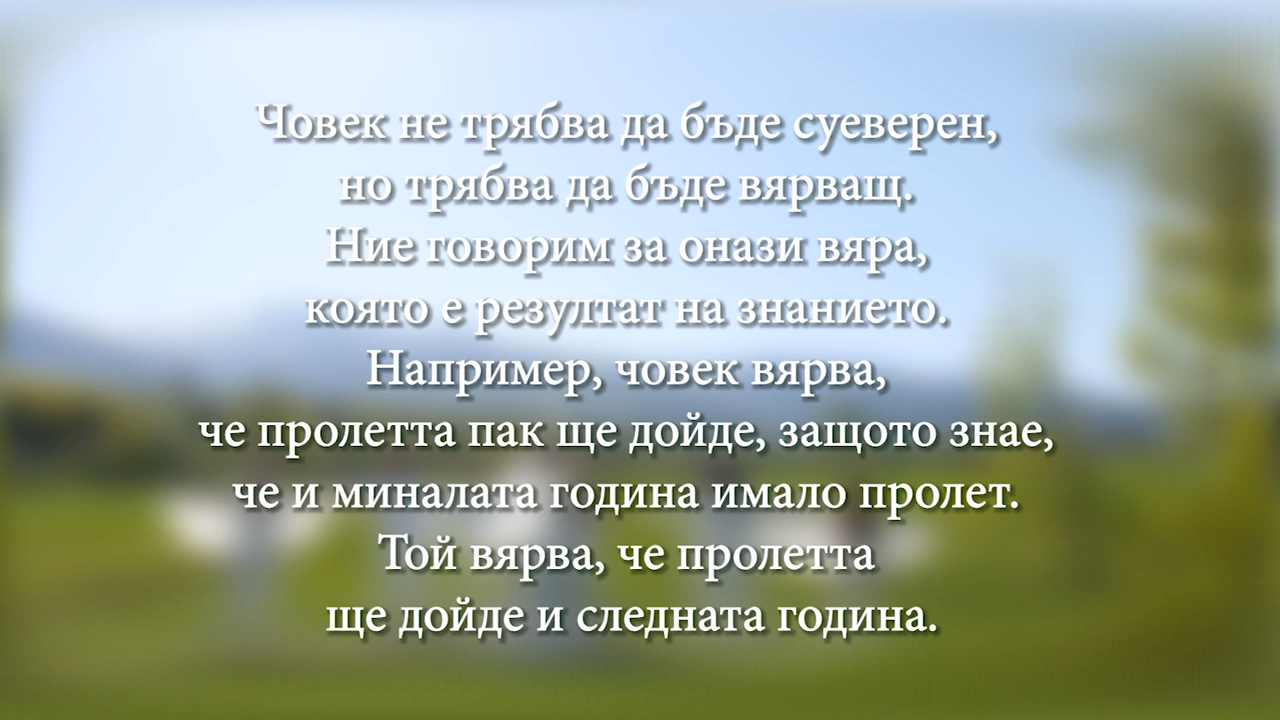 Човек не трябва да бъде суеверен,
но трябва да бъде вярващ.
Ние говорим за онази вяра,
която е резултат на знанието.
Например, човек вярва,
че пролетта пак ще дойде, защото знае,
че и миналата година имало пролет.
Той вярва, че пролетта
ще дойде и следната година.